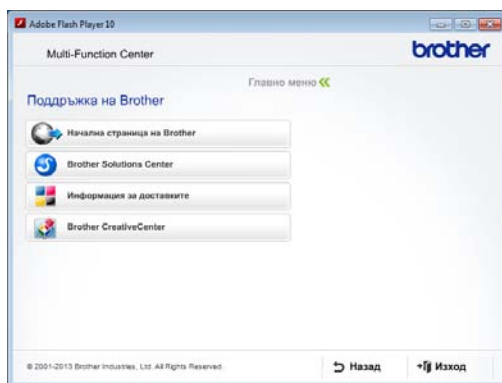 Adobe Flash Player 10
Multi-Function Center
brother
Главно меню
Поддръжка на Brother
Начална страница на Brother
Brother Solutions Center
Информация за доставките
Brother CreativeCenter
© 2001-2013 Brother Industries, Ltd. All Rights Reserved.
Назад
Изход